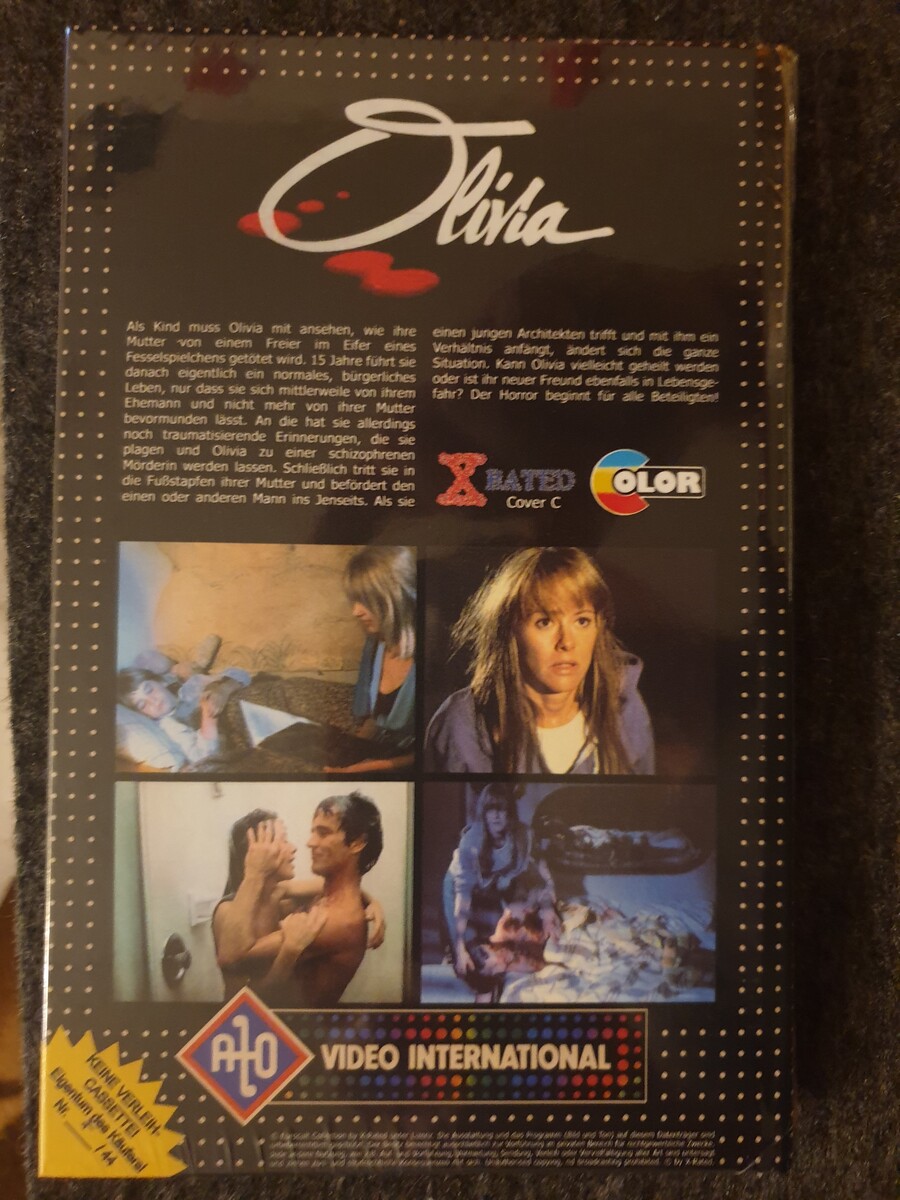 Olivia
Als Kind muss Olivia mit ansehen, wie ihre
Mutter von einem Freier im Eifer eines
Fesselspielchens getötet wird. 15 Jahre führt sie
danach eigentlich ein normales, bürgerliches
Leben, nur dass sie sich mittlerweile von ihrem
Ehemann und nicht mehr von ihrer Mutter
bevormunden lässt. An die hat sie allerdings
noch traumatisierende Erinnerungen, die sie
plagen und Olivia zu einer schizophrenen
Mörderin werden lassen. Schließlich tritt sie in
die Fußstapfen ihrer Mutter und befördert den
einen oder anderen Mann ins Jenseits. Als sie
einen jungen Architekten trifft und mit ihm ein
Verhältnis anfängt, ändert sich die ganze
Situation. Kann Olivia vielleicht geheilt werden
oder ist ihr neuer Freund ebenfalls in Lebensge-
fahr? Der Horror beginnt für alle Beteiligten!
X RATED
Cover C
COLOR
VIDEO INTERNATIONAL
KEINE VERLEIH-
CASSETTE!
Eigentum des Käufers!
Nr. / 44
Unauthorised copying, broadcasting prohibited. © by X-Rated